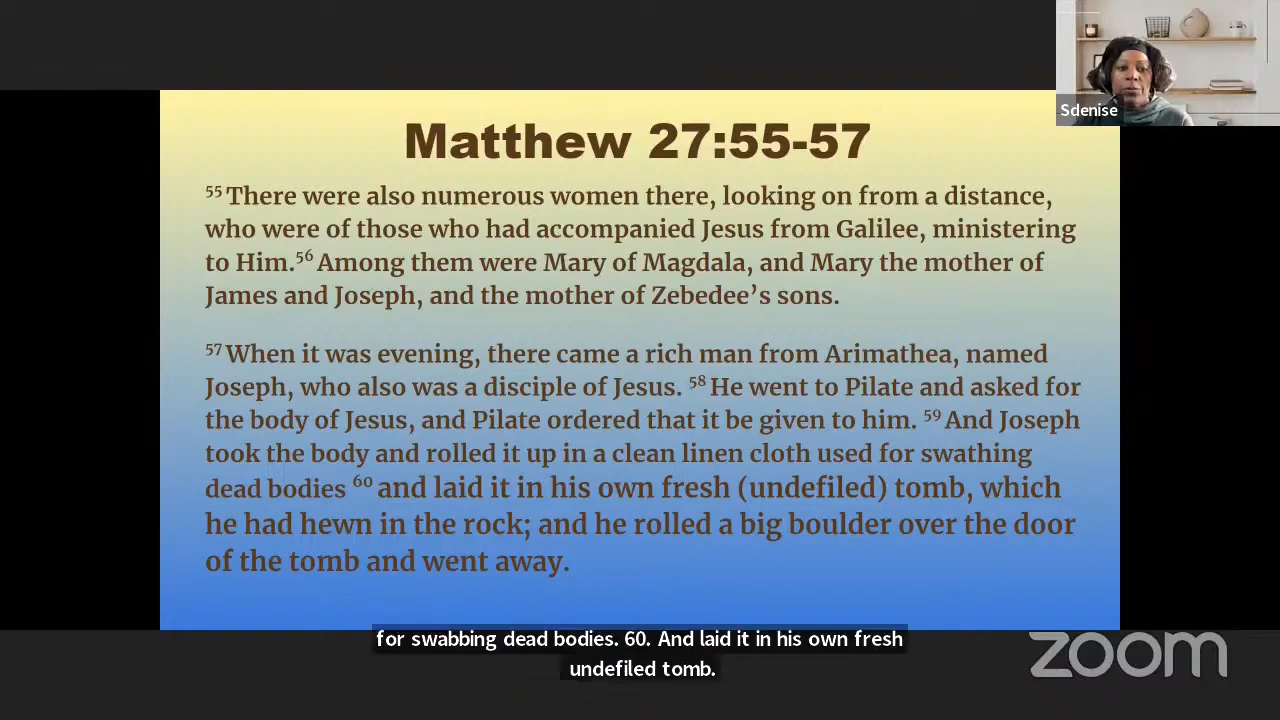 Sdenise
Matthew 27:55-57
55 There were also numerous women there, looking on from a distance,
who were of those who had accompanied Jesus from Galilee, ministering
to Him.56 Among them were Mary of Magdala, and Mary the mother of
James and Joseph, and the mother of Zebedee’s sons.
57 When it was evening, there came a rich man from Arimathea, named
Joseph, who also was a disciple of Jesus. 58 He went to Pilate and asked for
the body of Jesus, and Pilate ordered that it be given to him. 59 And Joseph
took the body and rolled it up in a clean linen cloth used for swathing
dead bodies 60 and laid it in his own fresh (undefiled) tomb, which
he had hewn in the rock; and he rolled a big boulder over the door
of the tomb and went away.
for swabbing dead bodies. 60. And laid it in his own fresh
undefiled tomb.
zoom